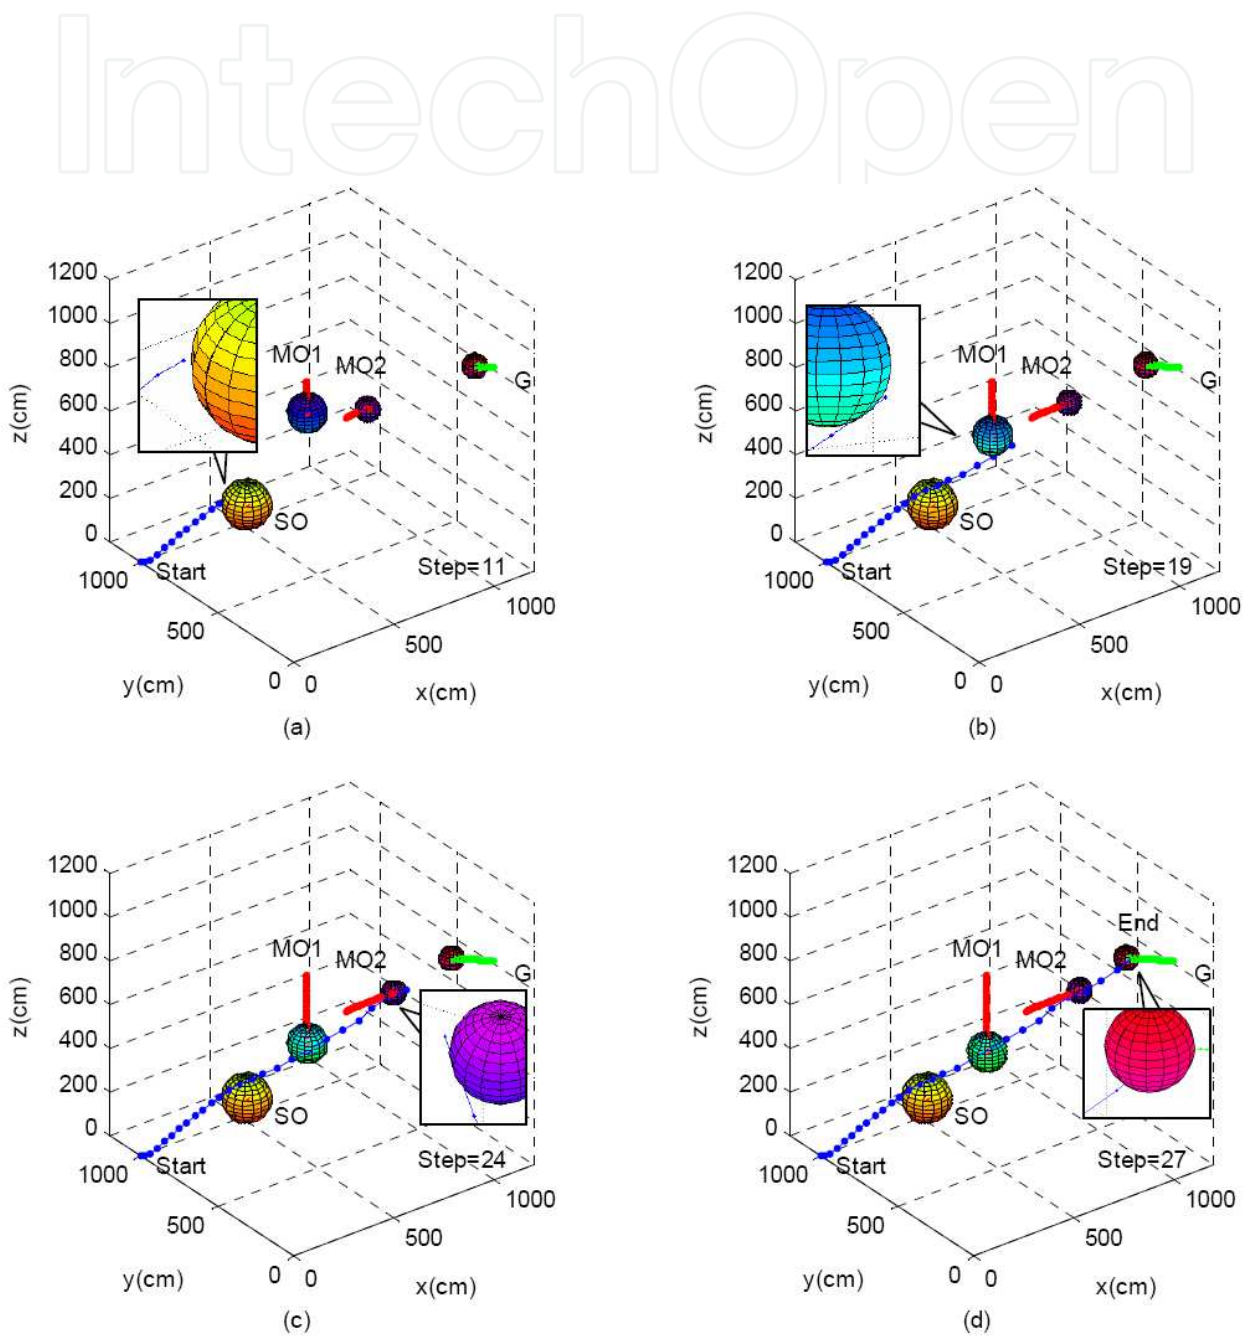 IntechOpen
1200
1000
800
600
400
200
0
z(cm)
MO1
MO2
G
SO
Start
Step=11
1000
500
0
y(cm)
0
500
1000
x(cm)
(a)
1200
1000
800
600
400
200
0
z(cm)
MO1
MO2
G
SO
Start
Step=19
1000
500
0
y(cm)
0
500
1000
x(cm)
(b)
1200
1000
800
600
400
200
0
z(cm)
MO1
MO2
G
SO
Start
Step=24
1000
500
0
y(cm)
0
500
1000
x(cm)
(c)
1200
1000
800
600
400
200
0
z(cm)
End
MO1
MO2
G
SO
Start
Step=27
1000
500
0
y(cm)
0
500
1000
x(cm)
(d)